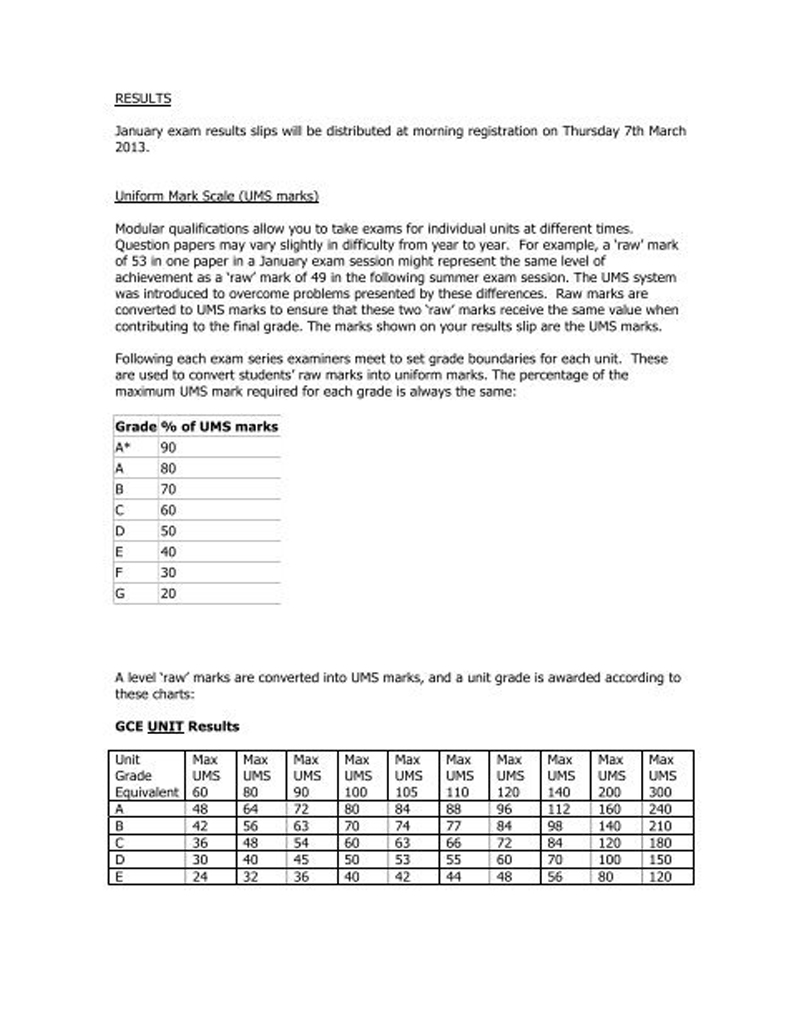 RESULTS
January exam results slips will be distributed at morning registration on Thursday 7th March
2013.
Uniform Mark Scale (UMS marks)
Modular qualifications allow you to take exams for individual units at different times.
Question papers may vary slightly in difficulty from year to year.  For example, a ‘raw’ mark
of 53 in one paper in a January exam session might represent the same level of
achievement as a ‘raw’ mark of 49 in the following summer exam session. The UMS system
was introduced to overcome problems presented by these differences.  Raw marks are
converted to UMS marks to ensure that these two ‘raw’ marks receive the same value when
contributing to the final grade. The marks shown on your results slip are the UMS marks.
Following each exam series examiners meet to set grade boundaries for each unit.  These
are used to convert students’ raw marks into uniform marks. The percentage of the
maximum UMS mark required for each grade is always the same:
Grade % of UMS marks
A* 90
A 80
B 70
C 60
D 50
E 40
F 30
G 20
A level ‘raw’ marks are converted into UMS marks, and a unit grade is awarded according to
these charts:
GCE UNIT Results
Unit Max Max Max Max Max Max Max Max Max Max
Grade UMS UMS UMS UMS UMS UMS UMS UMS UMS UMS
Equivalent 60 80 90 100 105 110 120 140 200 300
A 48 64 72 80 84 88 96 112 160 240
B 42 56 63 70 74 77 84 98 140 210
C 36 48 54 60 63 66 72 84 120 180
D 30 40 45 50 53 55 60 70 100 150
E 24 32 36 40 42 44 48 56 80 120